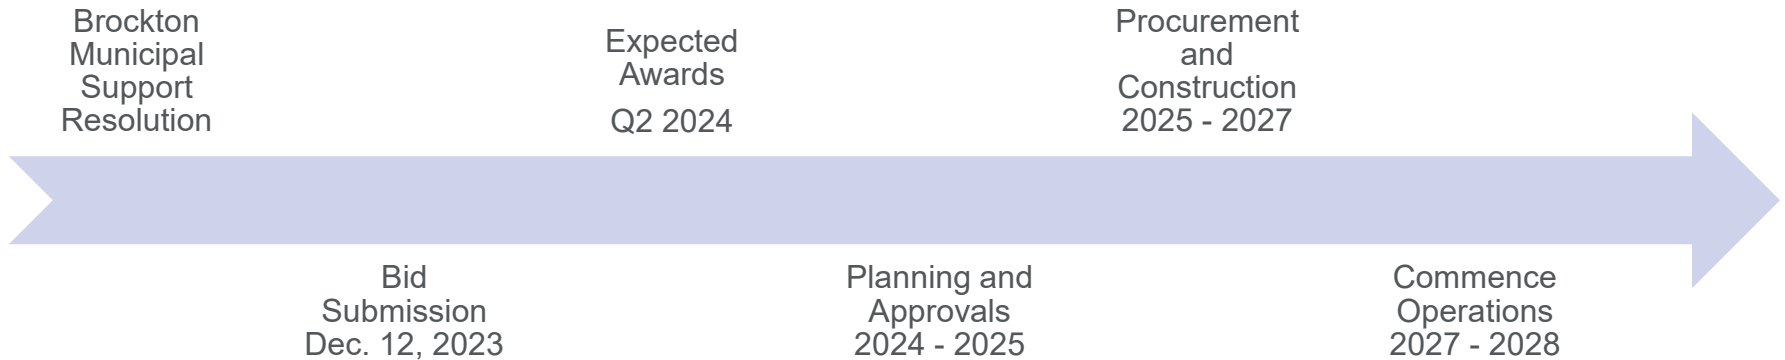 Brockton
Municipal
Support
Resolution
Bid
Submission
Dec. 12, 2023
Expected
Awards
Q2 2024
Planning and
Approvals
2024 - 2025
Procurement
and
Construction
2025 - 2027
Commence
Operations
2027 - 2028